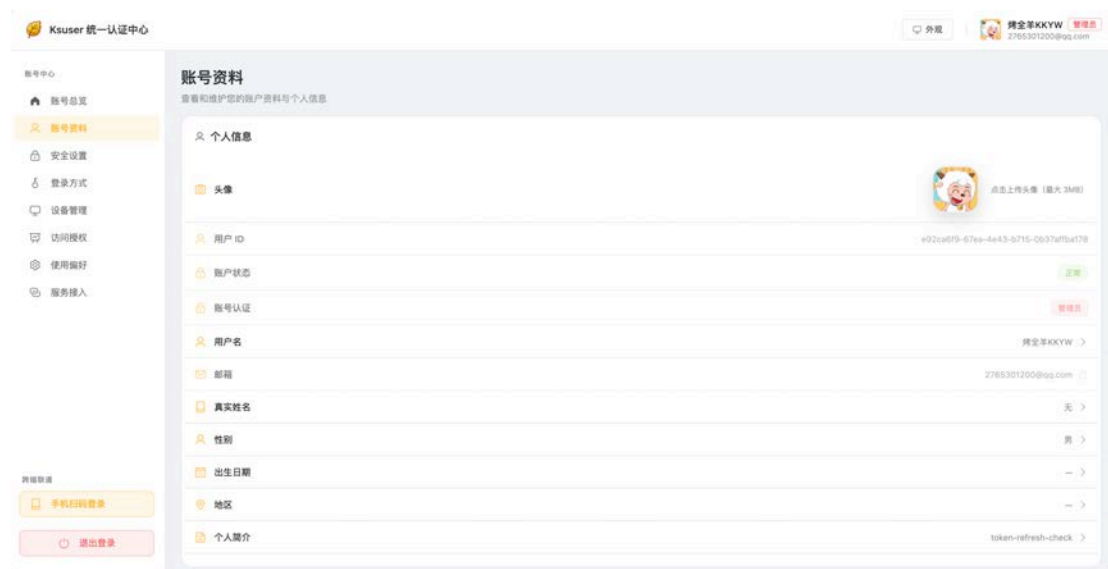 Ksuser 统一认证中心
外观
烤全羊KKYW 管理员
2765301200@qq.com
账号中心
账号总览
账号资料
安全设置
登录方式
设备管理
访问授权
使用偏好
服务接入
跨端联通
手机扫码登录
退出登录
账号资料
查看和维护您的账户资料与个人信息
个人信息
头像
点击上传头像（最大 3MB）
用户 ID
e92ca6f9-67ea-4e43-b715-0b37affba178
账户状态
正常
账号认证
管理员
用户名
烤全羊KKYW
邮箱
2765301200@qq.com
真实姓名
无
性别
男
出生日期
—
地区
—
个人简介
token-refresh-check